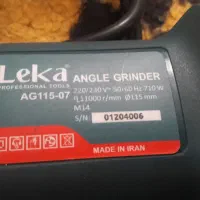 Leka
PROFESSIONAL TOOLS
AG115-07
ANGLE GRINDER
220/230 V~ 50-60 Hz 710 W
n 11000 r/min Ø115 mm
M14
S/N 01204006
MADE IN IRAN